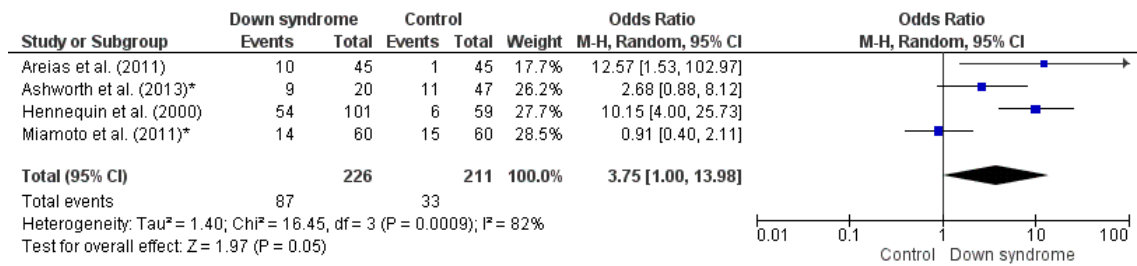 Down syndrome Control Odds Ratio Odds Ratio
Study or Subgroup Events Total Events Total Weight M-H, Random, 95% CI M-H, Random, 95% CI
Areias et al. (2011) 10 45 1 45 17.7% 12.57 [1.53, 102.97]
Ashworth et al. (2013)* 9 20 11 47 26.2% 2.68 [0.88, 8.12]
Hennequin et al. (2000) 54 101 6 59 27.7% 10.15 [4.00, 25.73]
Miamoto et al. (2011)* 14 60 15 60 28.5% 0.91 [0.40, 2.11]
Total (95% CI) 226 211 100.0% 3.75 [1.00, 13.98]
Total events 87 33
Heterogeneity: Tau² = 1.40; Chi² = 16.45, df = 3 (P = 0.0009); I² = 82%
Test for overall effect: Z = 1.97 (P = 0.05)
0.01 0.1 1 10 100
Control Down syndrome